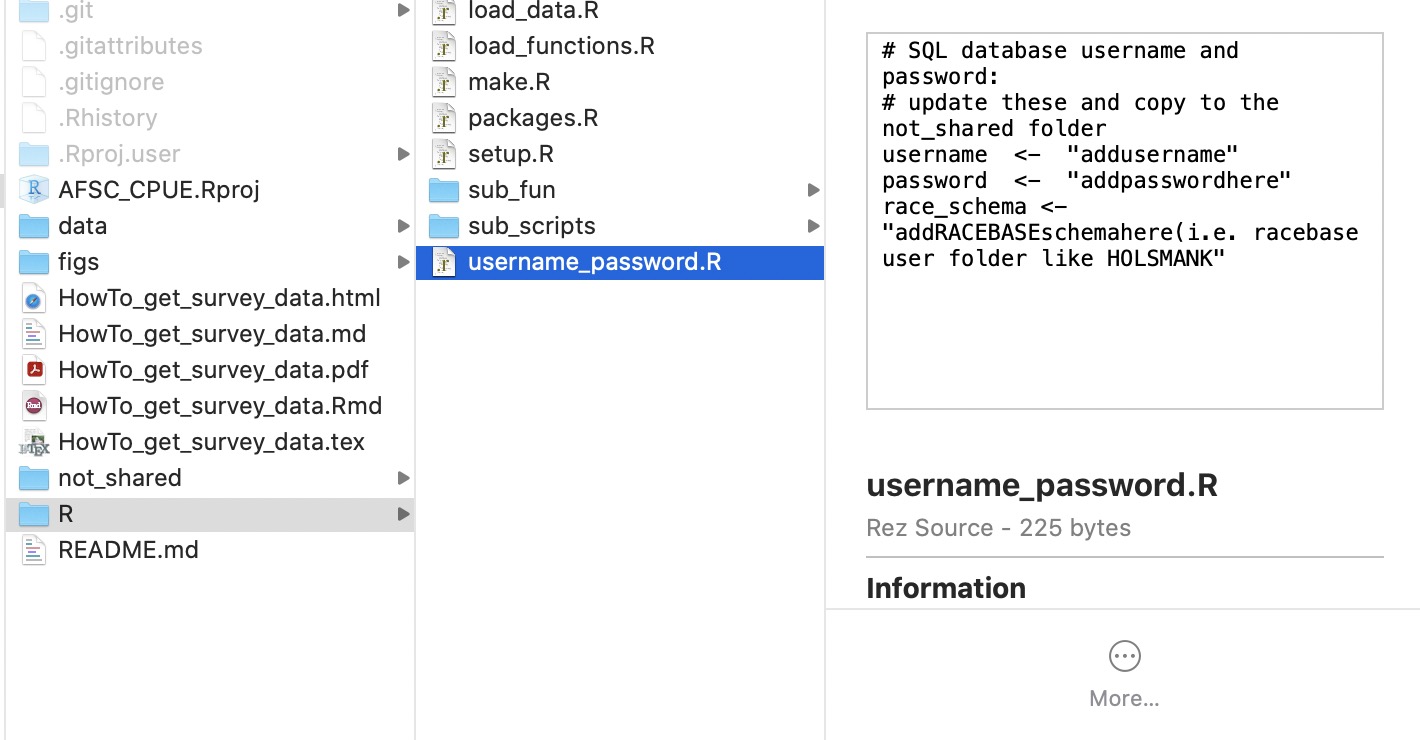 .git
.gitattributes
.gitignore
.Rhistory
.Rproj.user
AFSC_CPUE.Rproj
data
figs
HowTo_get_survey_data.html
HowTo_get_survey_data.md
HowTo_get_survey_data.pdf
HowTo_get_survey_data.Rmd
HowTo_get_survey_data.tex
not_shared
R
README.md
load_data.R
load_functions.R
make.R
packages.R
setup.R
sub_fun
sub_scripts
username_password.R
# SQL database username and
password:
# update these and copy to the
not_shared folder
username  <-  "addusername"
password  <-  "addpasswordhere"
race_schema <-
"addRACEBASEschemahere(i.e. racebase
user folder like HOLSMANK"
username_password.R
Rez Source - 225 bytes
Information
More...